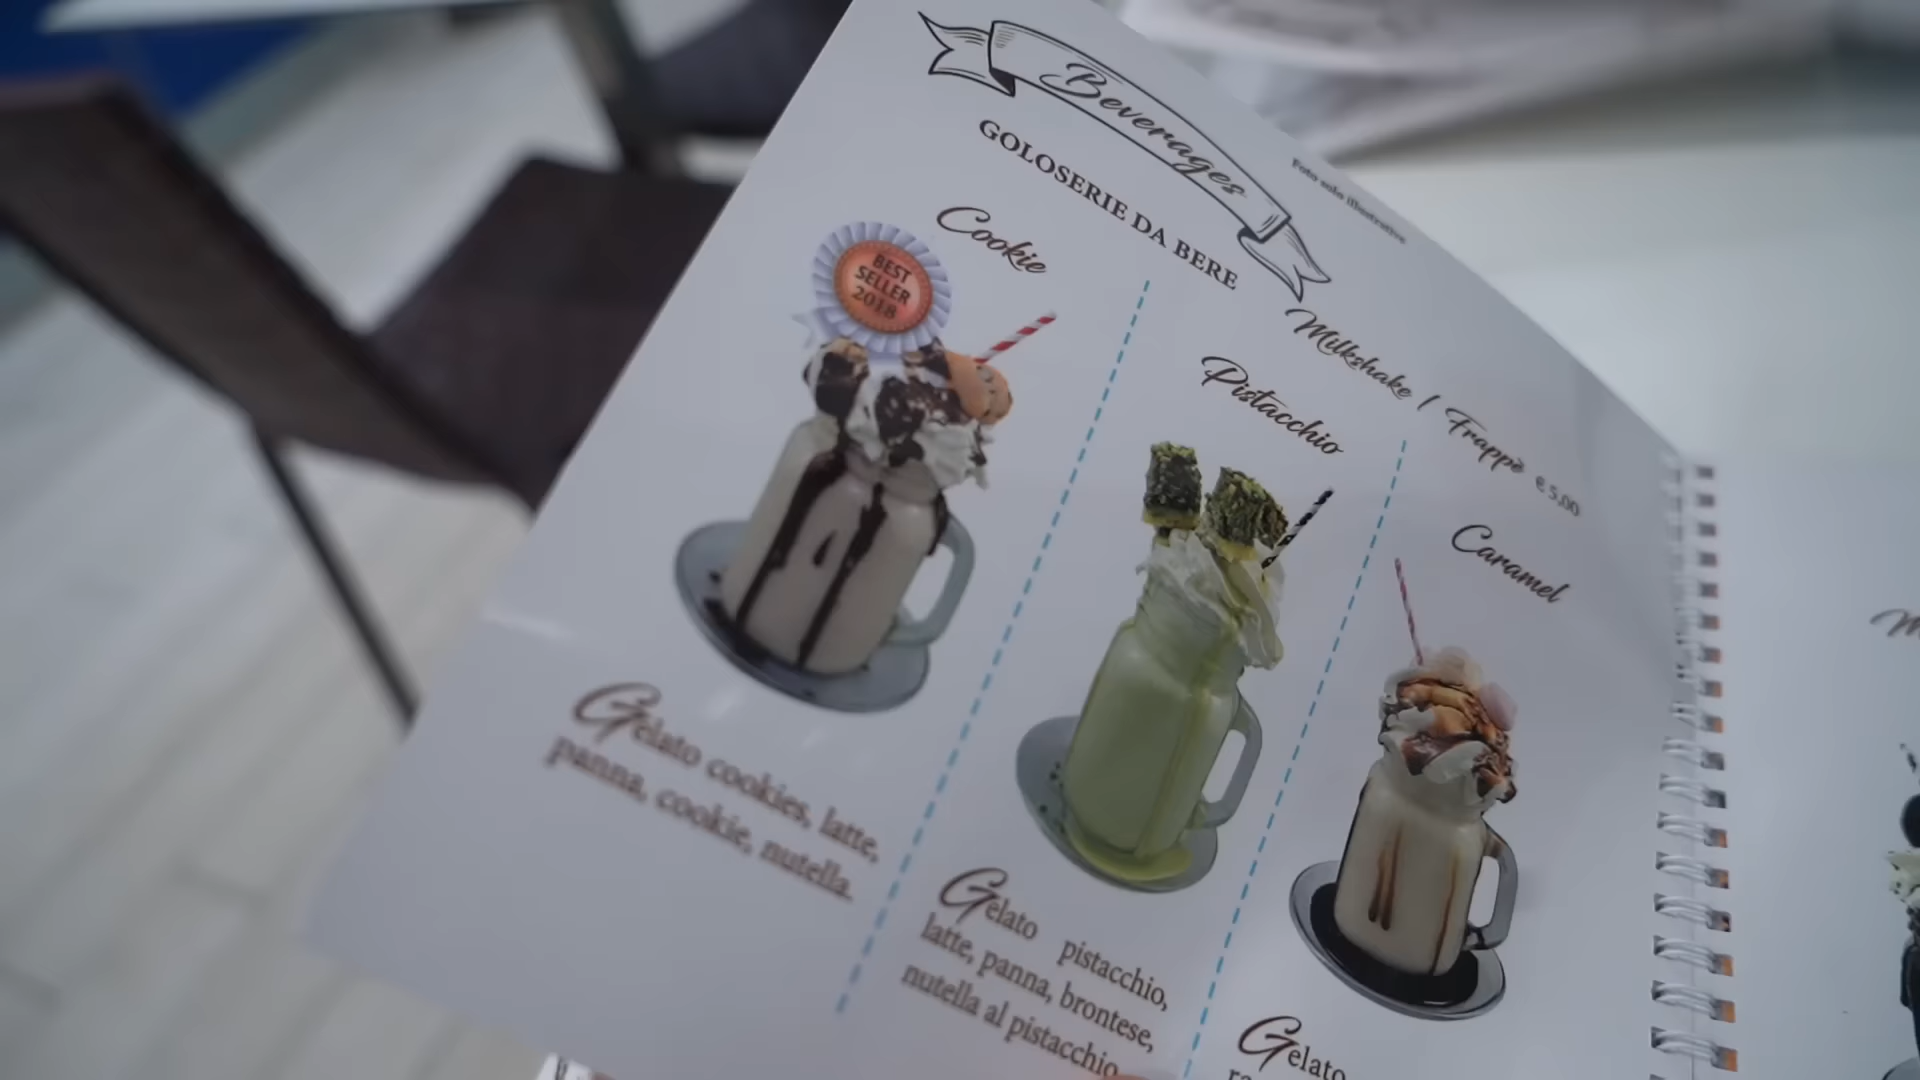 Beverages
GOLOSERIE DA BERE
Foto solo illustrative
Milkshake / Frappè € 5,00
Cookie
BEST
SELLER
2018
Gelato cookies, latte,
panna, cookie, nutella.
Pistacchio
Gelato pistacchio,
latte, panna, brontese,
nutella al pistacchio
Caramel
Gelato